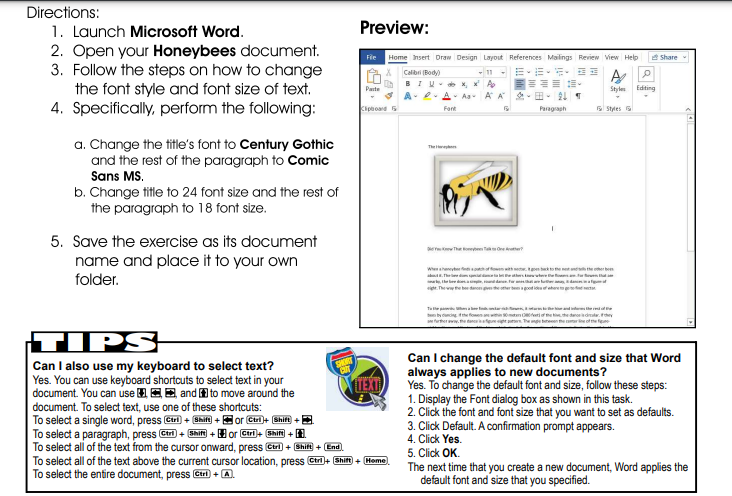 Directions:
1. Launch Microsoft Word.
2. Open your Honeybees document.
3. Follow the steps on how to change
the font style and font size of text.
4. Specifically, perform the following:
a. Change the title's font to Century Gothic
and the rest of the paragraph to Comic
Sans MS.
b. Change title to 24 font size and the rest of
the paragraph to 18 font size.
5. Save the exercise as its document
name and place it to your own
folder.
Preview:
File Home Insert Draw Design Layout References Mailings Review View Help Share
Calibri (Body) 11
Paste
Styles Editing
Clipboard Font Paragraph Styles
The Honeybees
Did You Know That Honeybees Talk to One Another?
When a honeybee finds a patch of flowers with nectar, it goes back to the nest and tells the other bees
about it. The bee does special dance to let the others know where the flowers are. For flowers that are
nearby, the bee does a simple, round dance. For ones that are further away, it dances in a figure of
eight. The way the bee dances gives the other bees a good idea of where to go to find nectar.
To the parents: When a bee finds nectar-rich flowers, it returns to the hive and informs the rest of the
bees by dancing. If the flowers are within 90 meters (300 feet) of the hive, the dance is circular. If they
are farther away, the dance is a figure-eight pattern. The angle between the center line of the figure
TIPS
Can I also use my keyboard to select text?
Yes. You can use keyboard shortcuts to select text in your
document. You can use ⬇, ⬅, ➡, and ⬆ to move around the
document. To select text, use one of these shortcuts:
To select a single word, press Ctrl + Shift + ⬅ or Ctrl + Shift + ➡.
To select a paragraph, press Ctrl + Shift + ⬇ or Ctrl + Shift + ⬆.
To select all of the text from the cursor onward, press Ctrl + Shift + End.
To select all of the text above the current cursor location, press Ctrl + Shift + Home.
To select the entire document, press Ctrl + A.
SHORT
CUT
TEXT
Can I change the default font and size that Word
always applies to new documents?
Yes. To change the default font and size, follow these steps:
1. Display the Font dialog box as shown in this task.
2. Click the font and font size that you want to set as defaults.
3. Click Default. A confirmation prompt appears.
4. Click Yes.
5. Click OK.
The next time that you create a new document, Word applies the
default font and size that you specified.